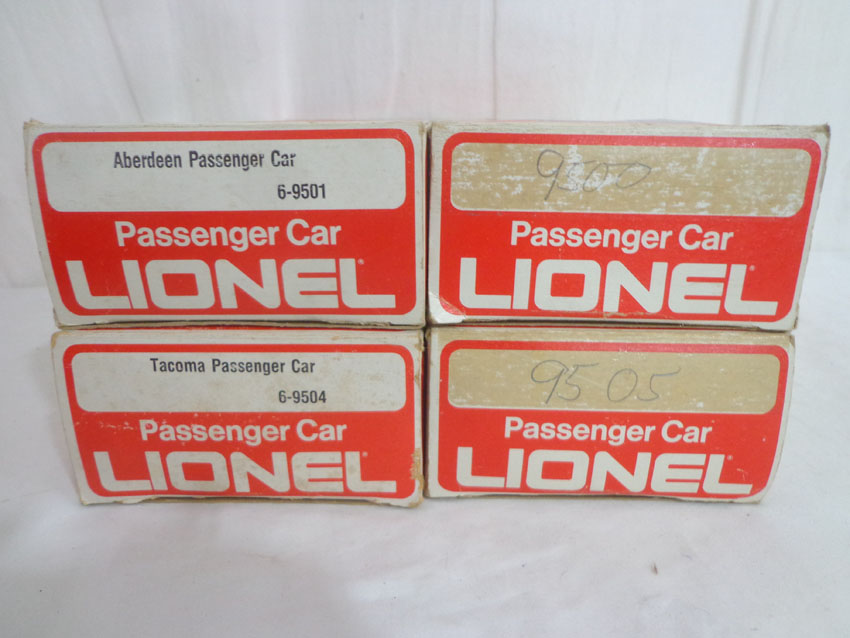 Aberdeen Passenger Car
6-9501
Passenger Car
LIONEL®
9500
Passenger Car
LIONEL®
Tacoma Passenger Car
6-9504
Passenger Car
LIONEL®
9505
Passenger Car
LIONEL®